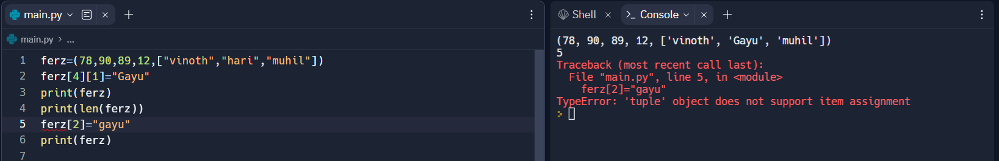 main.py
main.py > ...
1 ferz=(78,90,89,12,["vinoth","hari","muhil"])
2 ferz[4][1]="Gayu"
3 print(ferz)
4 print(len(ferz))
5 ferz[2]="gayu"
6 print(ferz)
7
Shell
Console
(78, 90, 89, 12, ['vinoth', 'Gayu', 'muhil'])
5
Traceback (most recent call last):
  File "main.py", line 5, in <module>
    ferz[2]="gayu"
TypeError: 'tuple' object does not support item assignment